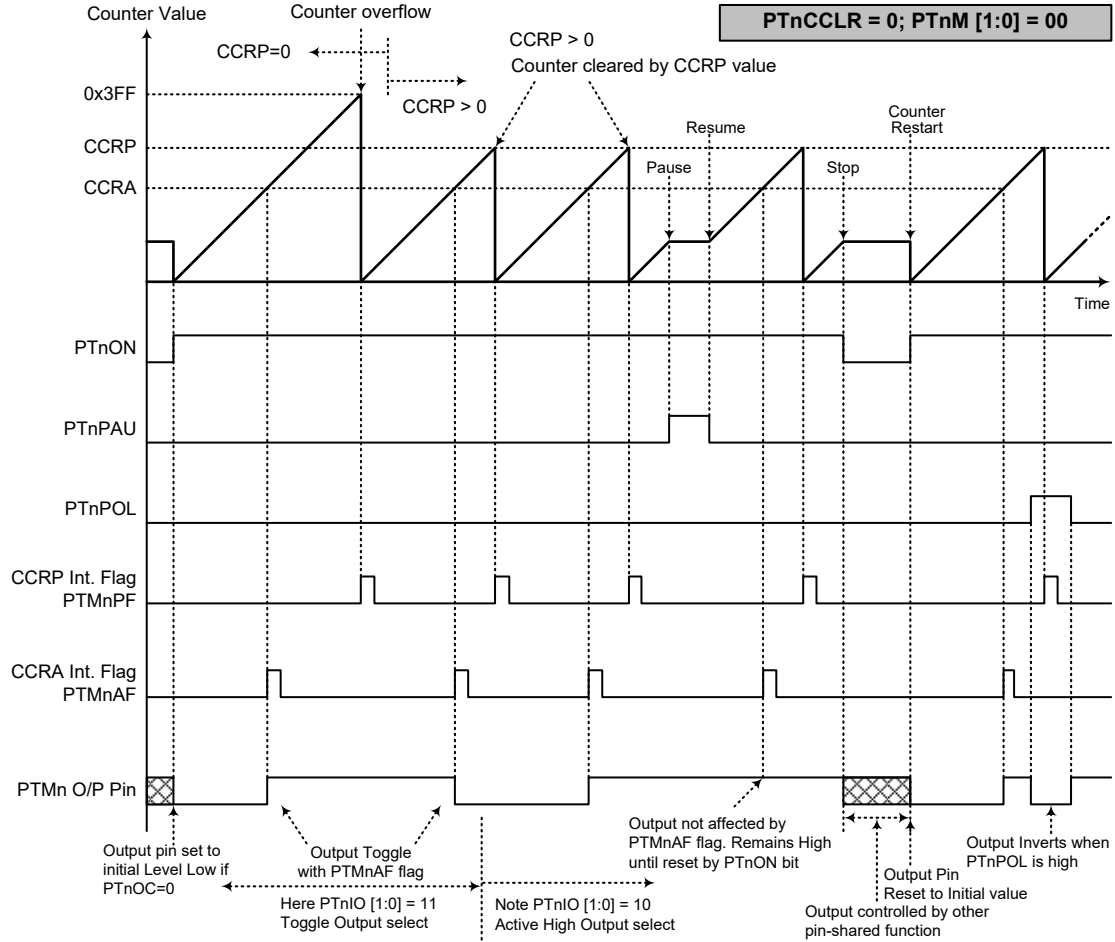 Counter Value
Counter overflow
PTnCCLR = 0; PTnM [1:0] = 00
CCRP=0
CCRP > 0
CCRP > 0
Counter cleared by CCRP value
0x3FF
CCRP
CCRA
Pause
Resume
Stop
Counter
Restart
Time
PTnON
PTnPAU
PTnPOL
CCRP Int. Flag
PTMnPF
CCRA Int. Flag
PTMnAF
PTMn O/P Pin
Output pin set to
initial Level Low if
PTnOC=0
Output Toggle
with PTMnAF flag
Here PTnIO [1:0] = 11
Toggle Output select
Note PTnIO [1:0] = 10
Active High Output select
Output not affected by
PTMnAF flag. Remains High
until reset by PTnON bit
Output controlled by other
pin-shared function
Output Pin
Reset to Initial value
Output Inverts when
PTnPOL is high